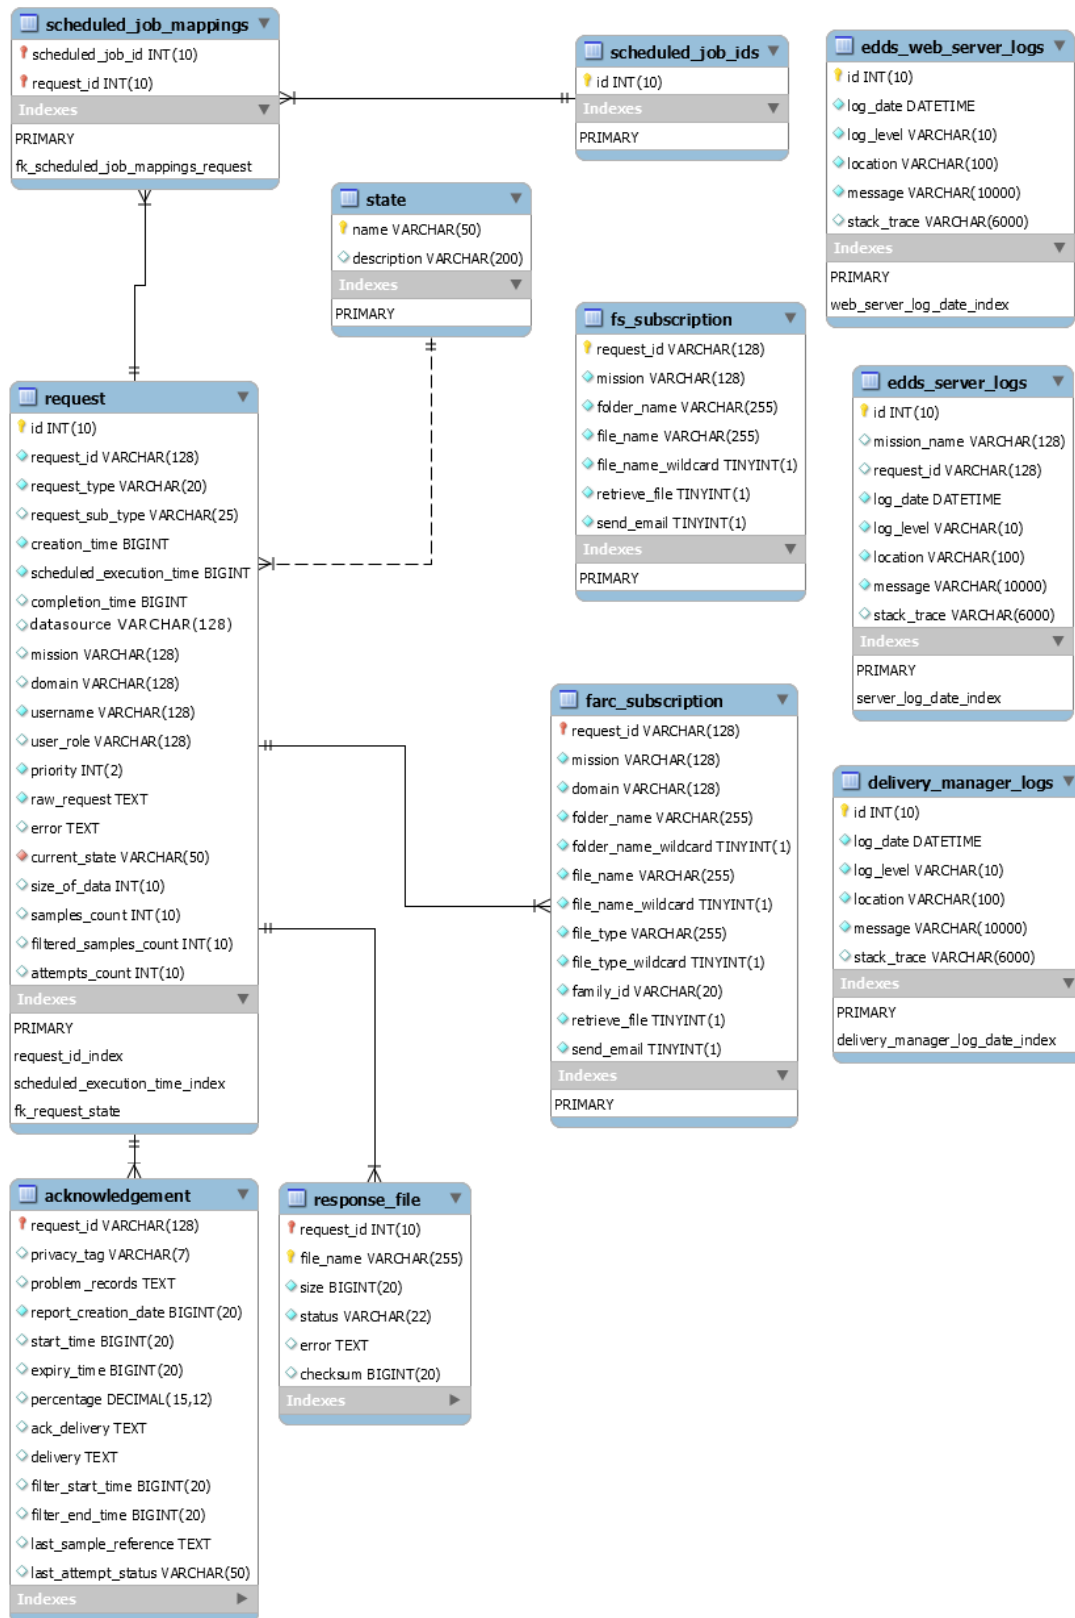 scheduled_job_mappings
scheduled_job_id INT(10)
request_id INT(10)
Indexes
PRIMARY
fk_scheduled_job_mappings_request
scheduled_job_ids
id INT(10)
Indexes
PRIMARY
edds_web_server_logs
id INT(10)
log_date DATETIME
log_level VARCHAR(10)
location VARCHAR(100)
message VARCHAR(10000)
stack_trace VARCHAR(6000)
Indexes
PRIMARY
web_server_log_date_index
state
name VARCHAR(50)
description VARCHAR(200)
Indexes
PRIMARY
fs_subscription
request_id VARCHAR(128)
mission VARCHAR(128)
folder_name VARCHAR(255)
file_name VARCHAR(255)
file_name_wildcard TINYINT(1)
retrieve_file TINYINT(1)
send_email TINYINT(1)
Indexes
PRIMARY
edds_server_logs
id INT(10)
mission_name VARCHAR(128)
request_id VARCHAR(128)
log_date DATETIME
log_level VARCHAR(10)
location VARCHAR(100)
message VARCHAR(10000)
stack_trace VARCHAR(6000)
Indexes
PRIMARY
server_log_date_index
request
id INT(10)
request_id VARCHAR(128)
request_type VARCHAR(20)
request_sub_type VARCHAR(25)
creation_time BIGINT
scheduled_execution_time BIGINT
completion_time BIGINT
datasource VARCHAR(128)
mission VARCHAR(128)
domain VARCHAR(128)
username VARCHAR(128)
user_role VARCHAR(128)
priority INT(2)
raw_request TEXT
error TEXT
current_state VARCHAR(50)
size_of_data INT(10)
samples_count INT(10)
filtered_samples_count INT(10)
attempts_count INT(10)
Indexes
PRIMARY
request_id_index
scheduled_execution_time_index
fk_request_state
farc_subscription
request_id VARCHAR(128)
mission VARCHAR(128)
domain VARCHAR(128)
folder_name VARCHAR(255)
folder_name_wildcard TINYINT(1)
file_name VARCHAR(255)
file_name_wildcard TINYINT(1)
file_type VARCHAR(255)
file_type_wildcard TINYINT(1)
family_id VARCHAR(20)
retrieve_file TINYINT(1)
send_email TINYINT(1)
Indexes
PRIMARY
delivery_manager_logs
id INT(10)
log_date DATETIME
log_level VARCHAR(10)
location VARCHAR(100)
message VARCHAR(10000)
stack_trace VARCHAR(6000)
Indexes
PRIMARY
delivery_manager_log_date_index
acknowledgement
request_id VARCHAR(128)
privacy_tag VARCHAR(7)
problem_records TEXT
report_creation_date BIGINT(20)
start_time BIGINT(20)
expiry_time BIGINT(20)
percentage DECIMAL(15,12)
ack_delivery TEXT
delivery TEXT
filter_start_time BIGINT(20)
filter_end_time BIGINT(20)
last_sample_reference TEXT
last_attempt_status VARCHAR(50)
Indexes
response_file
request_id INT(10)
file_name VARCHAR(255)
size BIGINT(20)
status VARCHAR(22)
error TEXT
checksum BIGINT(20)
Indexes